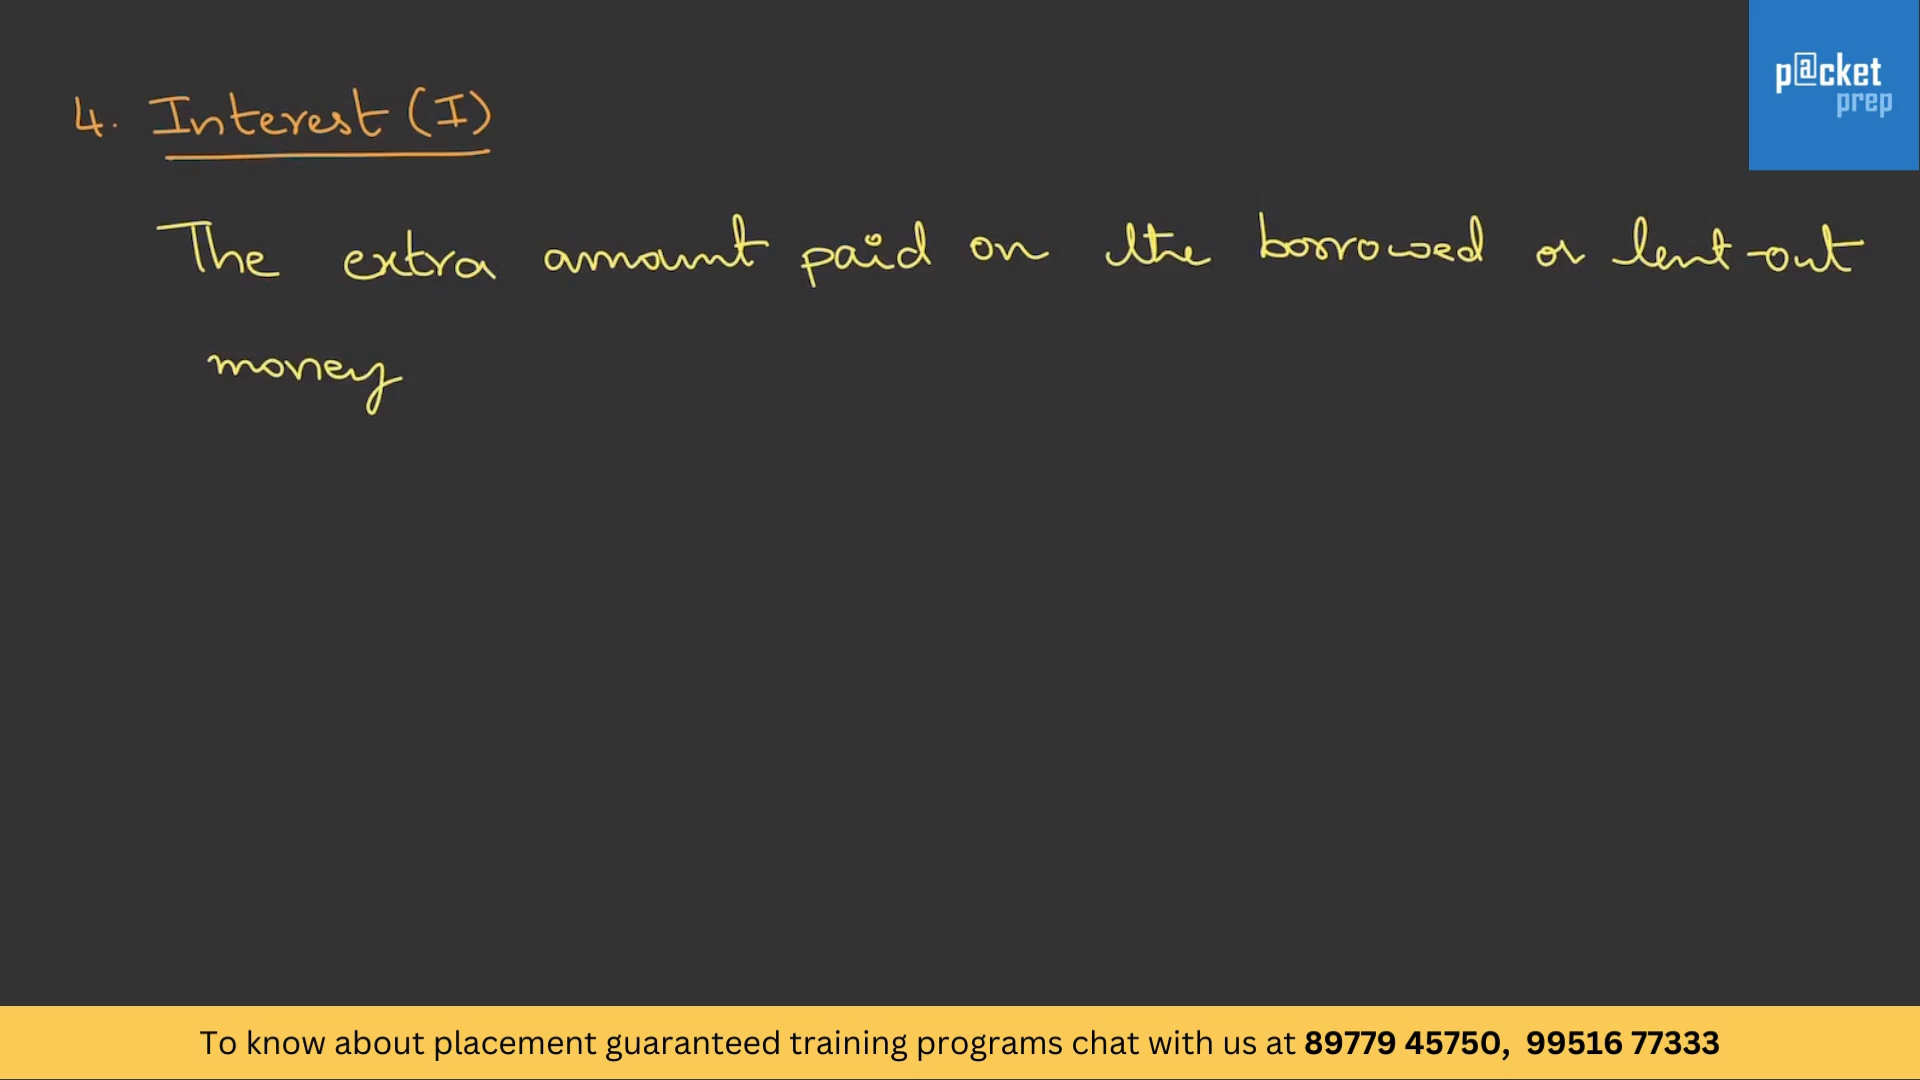 p@cket
prep
4. Interest (I)
The extra amount paid on the borrowed or lent-out
money
To know about placement guaranteed training programs chat with us at 89779 45750, 99516 77333